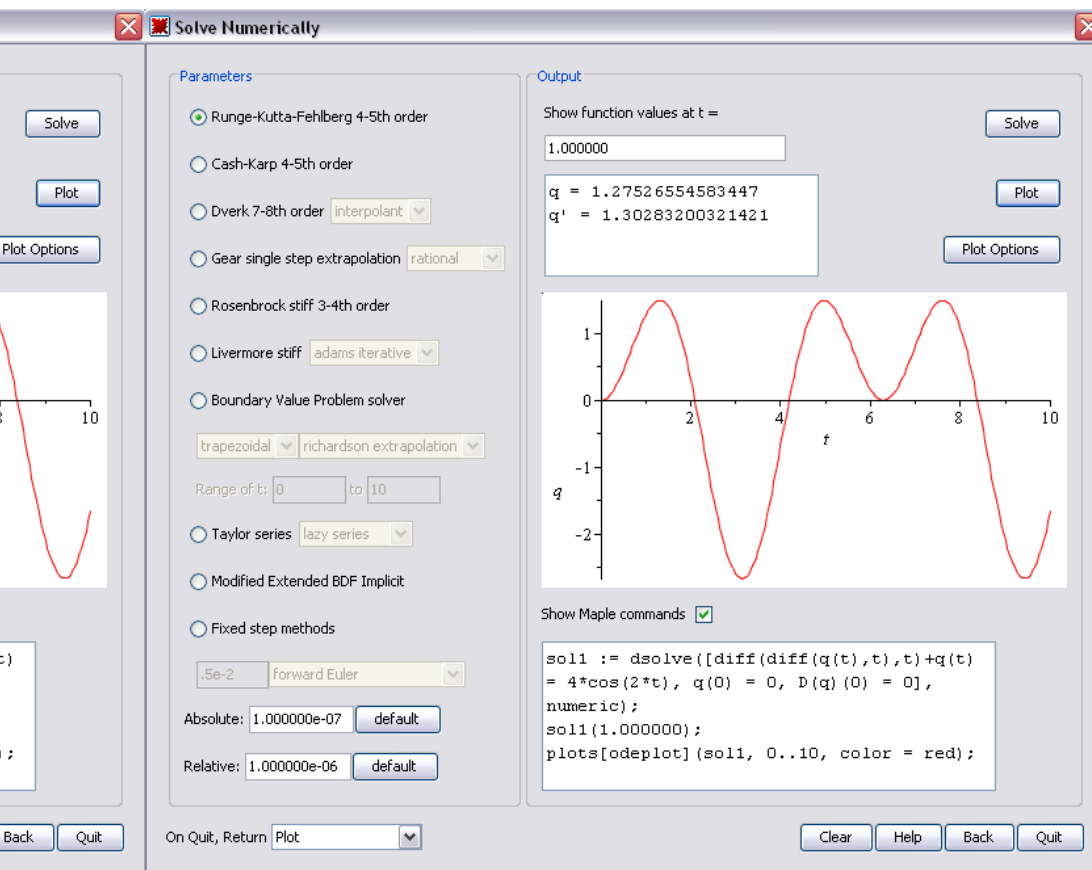 Solve
Plot
Plot Options
8
10
t)
);
Back
Quit
Solve Numerically
Parameters
Runge-Kutta-Fehlberg 4-5th order
Cash-Karp 4-5th order
Dverk 7-8th order interpolant
Gear single step extrapolation rational
Rosenbrock stiff 3-4th order
Livermore stiff adams iterative
Boundary Value Problem solver
trapezoidal richardson extrapolation
Range of t: 0 to 10
Taylor series lazy series
Modified Extended BDF Implicit
Fixed step methods
.5e-2 forward Euler
Absolute: 1.000000e-07 default
Relative: 1.000000e-06 default
On Quit, Return Plot
Output
Show function values at t =
1.000000
Solve
q = 1.27526554583447
q' = 1.30283200321421
Plot
Plot Options
1
0
2 4 6 8 10
t
-1
q
-2
Show Maple commands
sol1 := dsolve([diff(diff(q(t),t),t)+q(t)
= 4*cos(2*t), q(0) = 0, D(q)(0) = 0],
numeric);
sol1(1.000000);
plots[odeplot](sol1, 0..10, color = red);
Clear Help Back Quit